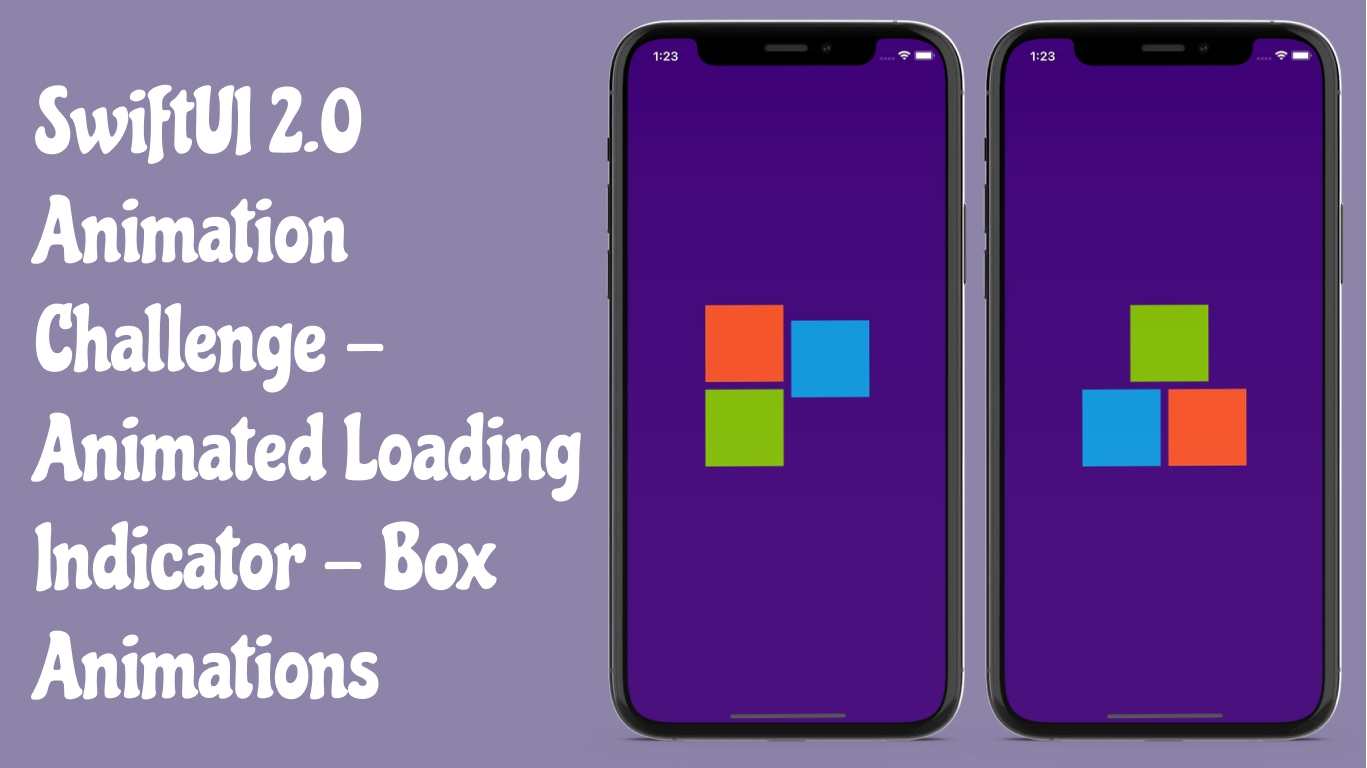 SwiftUI 2.0
Animation
Challenge -
Animated Loading
Indicator - Box
Animations
1:23
1:23